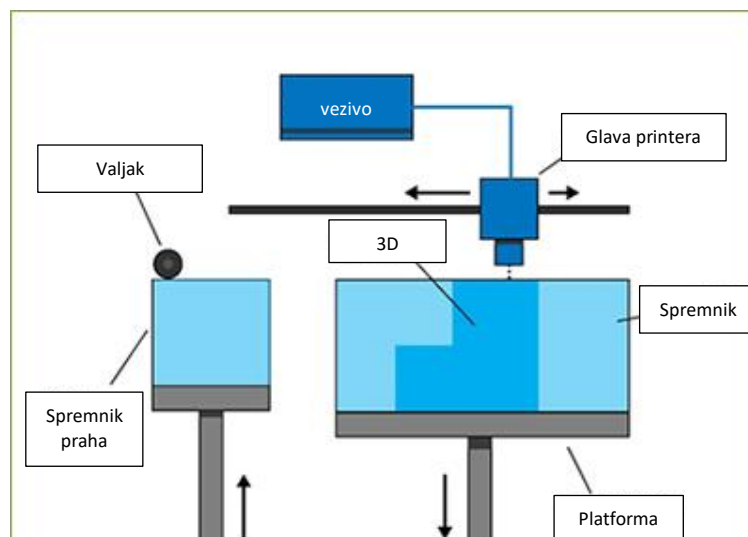 vezivo
Glava printera
Valjak
3D
Spremnik
Spremnik
praha
Platforma